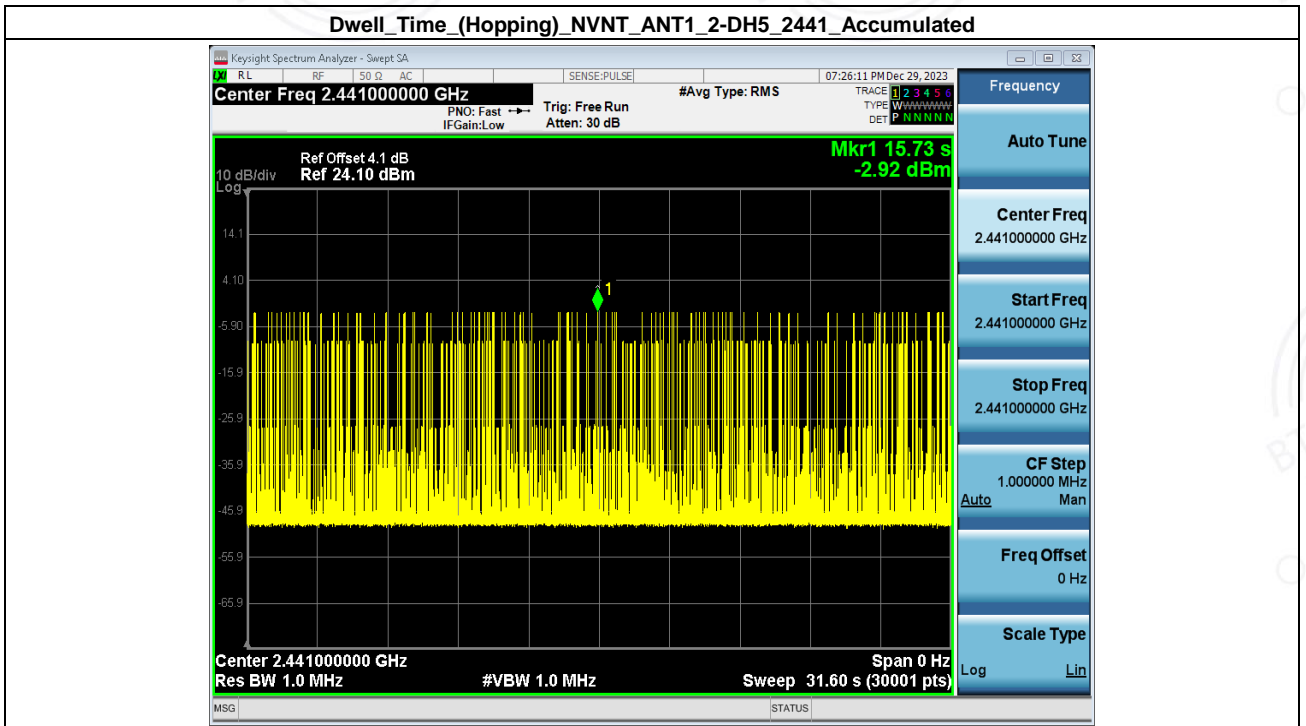 Dwell_Time_(Hopping)_NVNT_ANT1_2-DH5_2441_Accumulated
Keysight Spectrum Analyzer - Swept SA
LXI RL RF 50 Ω AC SENSE:PULSE 07:26:11 PM Dec 29, 2023
Center Freq 2.441000000 GHz #Avg Type: RMS TRACE 1 2 3 4 5 6
PNO: Fast Trig: Free Run TYPE WWWWWW
IFGain:Low Atten: 30 dB DET P N N N N N
Mkr1 15.73 s
-2.92 dBm
Ref Offset 4.1 dB
10 dB/div Ref 24.10 dBm
Log
14.1
4.10
1
-5.90
-15.9
-25.9
-35.9
-45.9
-55.9
-65.9
Center 2.441000000 GHz Span 0 Hz
Res BW 1.0 MHz #VBW 1.0 MHz Sweep 31.60 s (30001 pts)
MSG STATUS
Frequency
Auto Tune
Center Freq
2.441000000 GHz
Start Freq
2.441000000 GHz
Stop Freq
2.441000000 GHz
CF Step
1.000000 MHz
Auto Man
Freq Offset
0 Hz
Scale Type
Log Lin